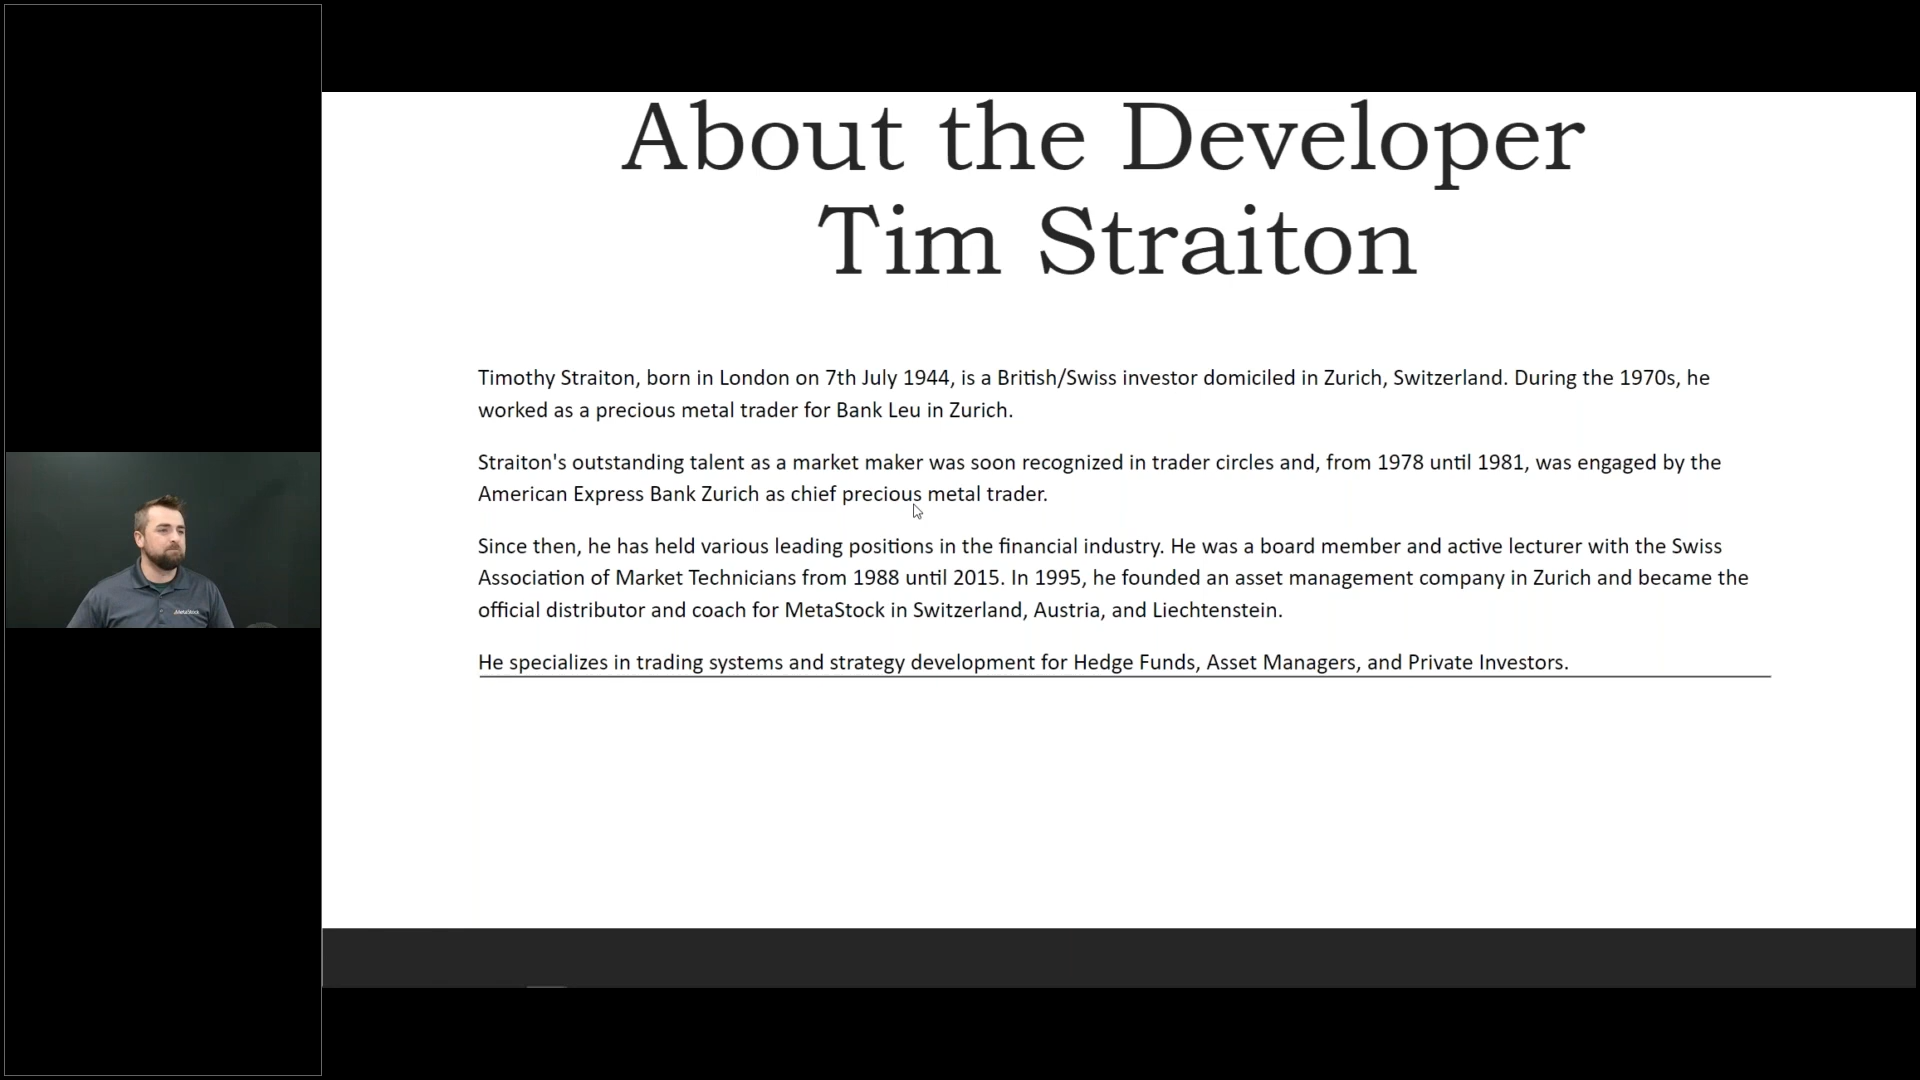 About the Developer
Tim Straiton
Timothy Straiton, born in London on 7th July 1944, is a British/Swiss investor domiciled in Zurich, Switzerland. During the 1970s, he
worked as a precious metal trader for Bank Leu in Zurich.
Straiton's outstanding talent as a market maker was soon recognized in trader circles and, from 1978 until 1981, was engaged by the
American Express Bank Zurich as chief precious metal trader.
Since then, he has held various leading positions in the financial industry. He was a board member and active lecturer with the Swiss
Association of Market Technicians from 1988 until 2015. In 1995, he founded an asset management company in Zurich and became the
official distributor and coach for MetaStock in Switzerland, Austria, and Liechtenstein.
He specializes in trading systems and strategy development for Hedge Funds, Asset Managers, and Private Investors.
MetaStock